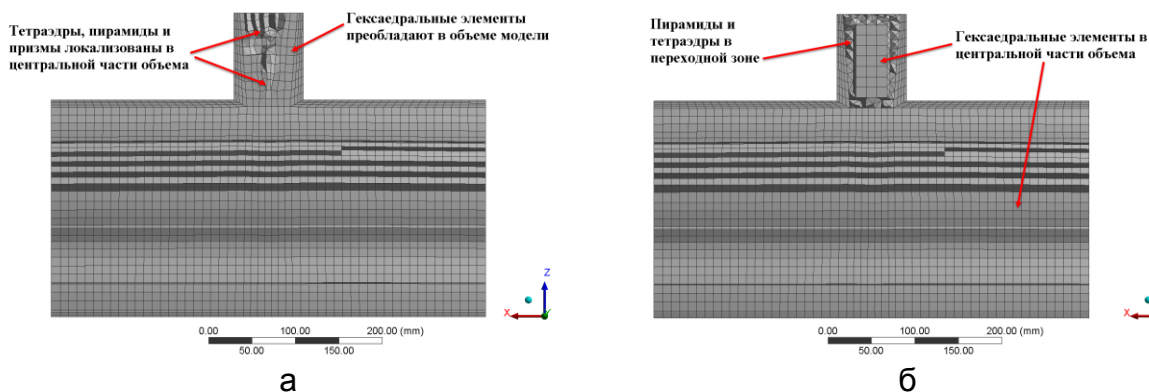 Тетраэдры, пирамиды и
призмы локализованы в
центральной части объема
Гексаедральные элементы
преобладают в объеме модели
Z
X
Y
0.00 100.00 200.00 (mm)
50.00 150.00
а
Пирамиды и
тетраэдры в
переходной зоне
Гексаедральные элементы в
центральной части объема
X
0.00 100.00 200.00 (mm)
50.00 150.00
б